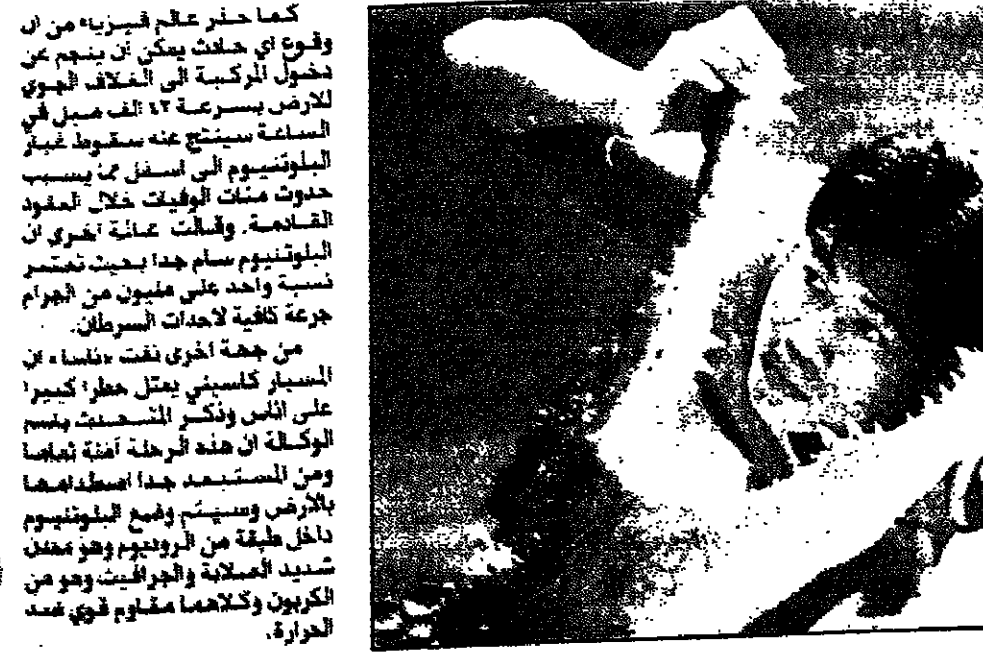 كما حذر عالم فيزياء من ان
وقوع اي حادث يمكن ان ينجم عن
دخول المركبة الى الغلاف الجوي
للارض بسرعة ٤٢ الف ميل في
الساعة سينتج عنه سقوط غبار
البلوتنيوم الى اسفل مما يسبب
حدوث مئات الوفيات خلال العقود
القادمة. وقالت عالمة اخرى ان
البلوتنيوم سام جدا بحيث تعتبر
نسبة واحد على مليون من الجرام
جرعة كافية لاحداث السرطان.
من جهة اخرى نفت «ناسا» ان
المسبار كاسيني يمثل خطرا كبيرا
على الناس وذكر المتحدث باسم
الوكالة ان هذه الرحلة آمنة تماما
ومن المستبعد جدا اصطدامها
بالارض وسيتم وضع البلوتنيوم
داخل طبقة من الروديوم وهو معدن
شديد الصلابة والجرافيت وهو من
الكربون وكلاهما مقاوم قوي ضد
الحرارة.